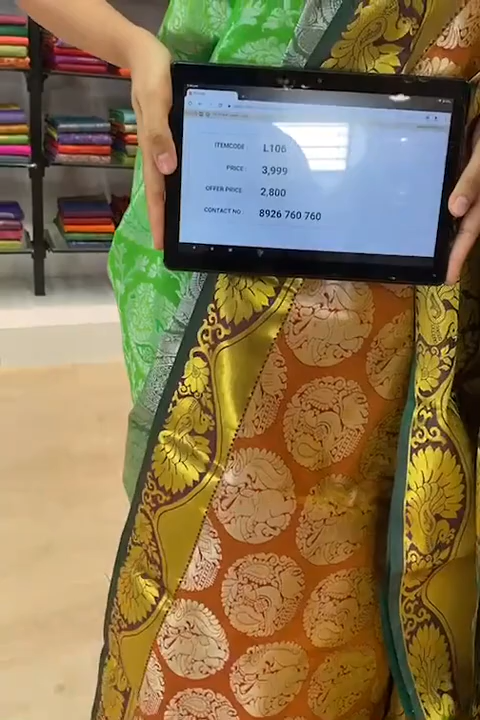 ITEMCODE : L106
PRICE : 3,999
OFFER PRICE : 2,800
CONTACT NO : 8926 760 760